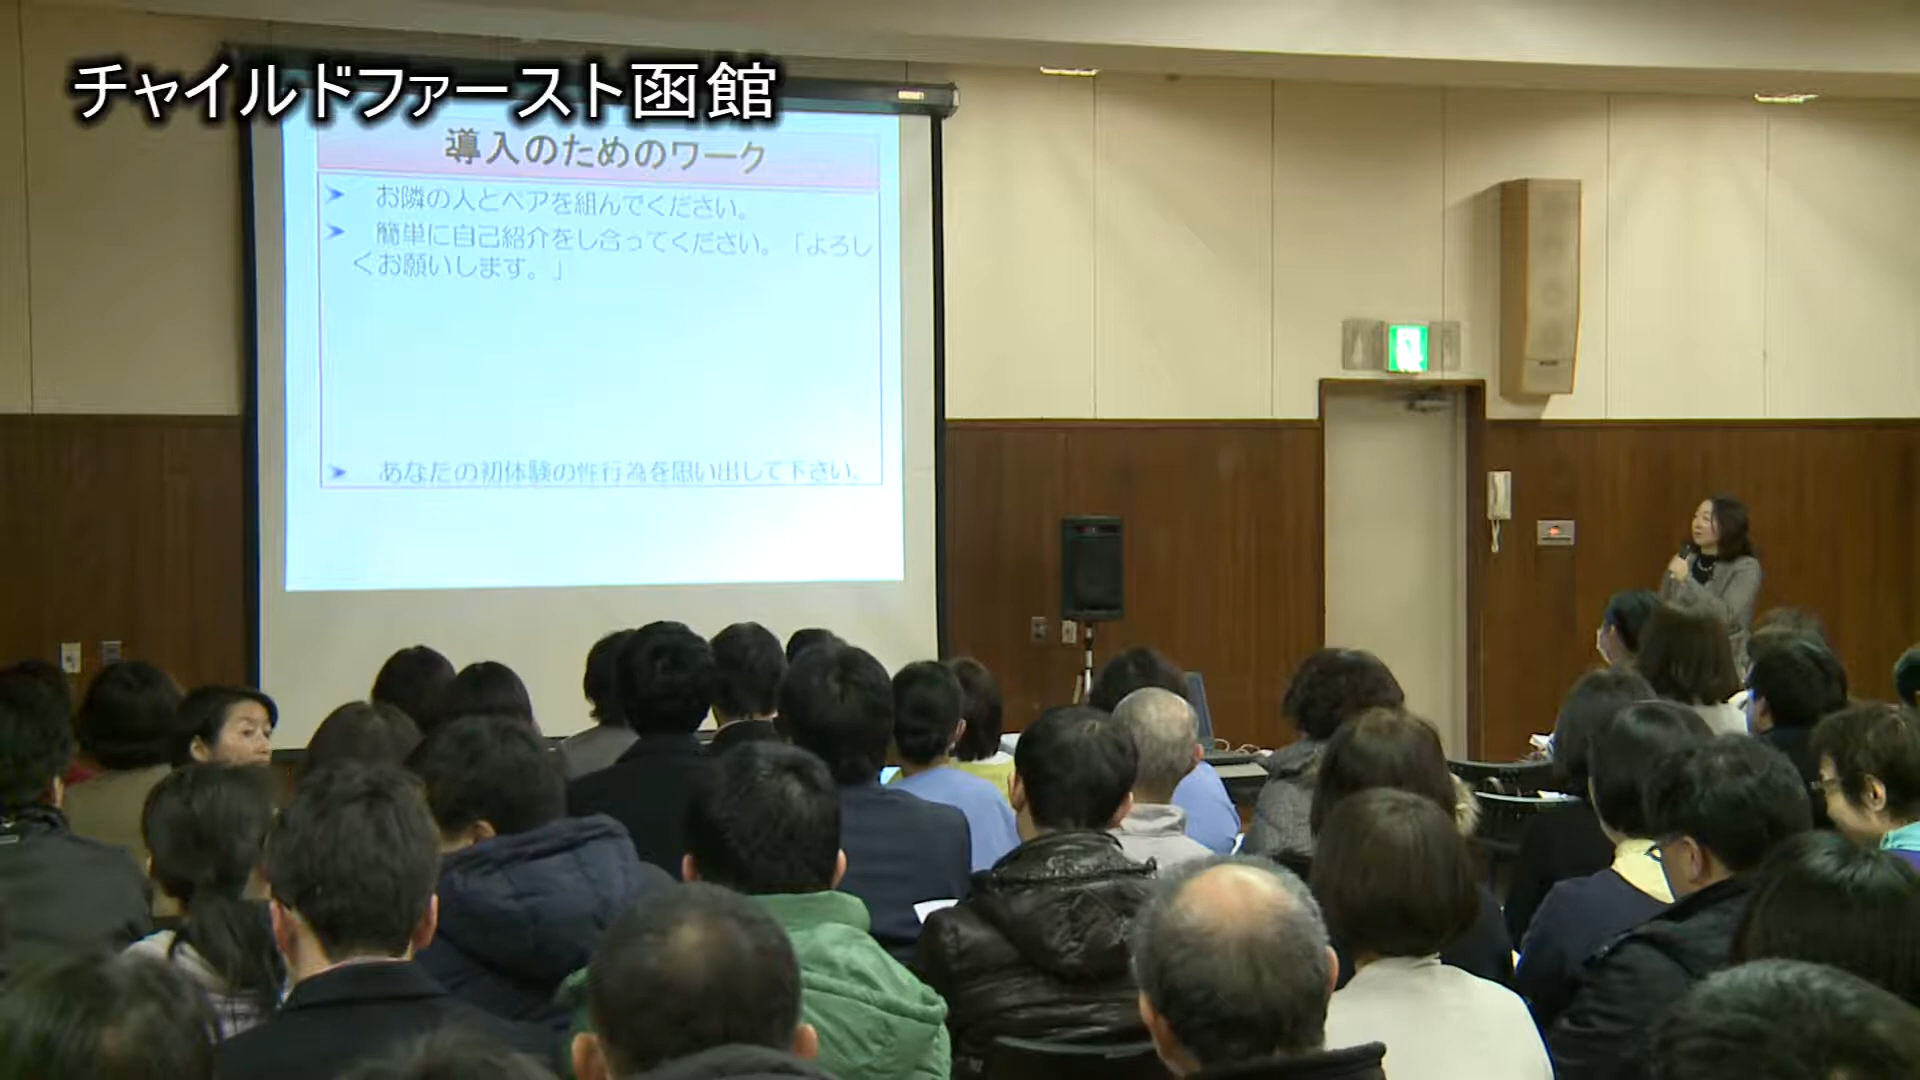 チャイルドファースト函館
導入のためのワーク
➤ お隣の人とペアを組んでください。
➤ 簡単に自己紹介をし合ってください。「よろし
くお願いします。」
➤ あなたの初体験の性行為を思い出して下さい。